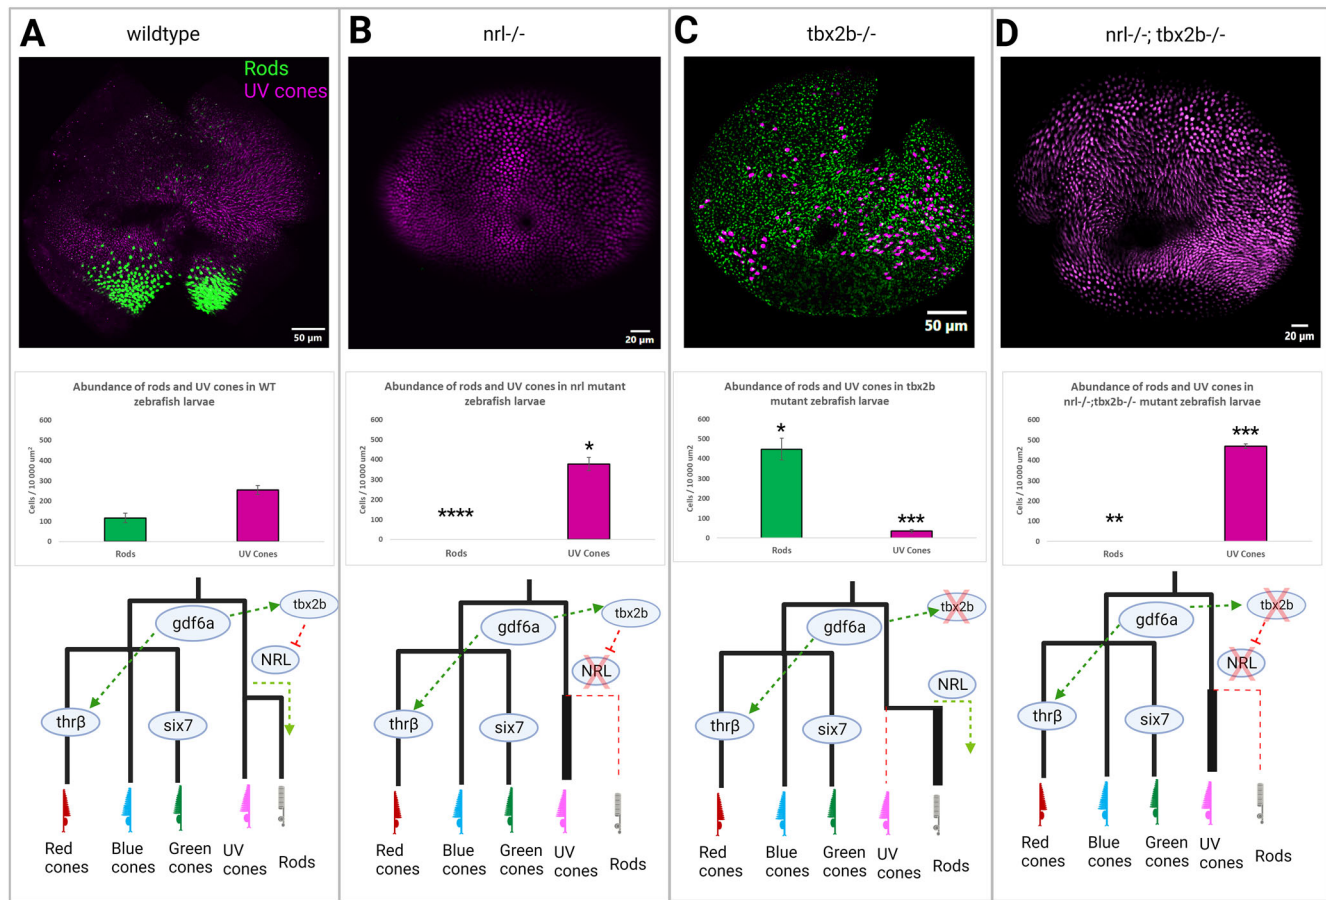 A
wildtype
Rods
UV cones
50 µm
Abundance of rods and UV cones in WT
zebrafish larvae
600
500
400
300
200
100
0
Cells / 10 000 um²
Rods
UV Cones
gdf6a
tbx2b
NRL
thrβ
six7
Red
cones
Blue
cones
Green
cones
UV
cones
Rods
B
nrl-/-
20 µm
Abundance of rods and UV cones in nrl mutant
zebrafish larvae
600
500
400
300
200
100
0
Cells / 10 000 um2
****
*
Rods
UV Cones
gdf6a
tbx2b
NRL
thrβ
six7
Red
cones
Blue
cones
Green
cones
UV
cones
Rods
C
tbx2b-/-
50 µm
Abundance of rods and UV cones in tbx2b
mutant zebrafish larvae
600
500
400
300
200
100
0
Cells / 10 000 um2
*
***
Rods
UV Cones
gdf6a
tbx2b
NRL
thrβ
six7
Red
cones
Blue
cones
Green
cones
UV
cones
Rods
D
nrl-/-; tbx2b-/-
20 µm
Abundance of rods and UV cones in
nrl-/-;tbx2b-/- mutant zebrafish larvae
600
500
400
300
200
100
0
Cells / 10 000 um2
**
***
Rods
UV Cones
gdf6a
tbx2b
NRL
thrβ
six7
Red
cones
Blue
cones
Green
cones
UV
cones
Rods